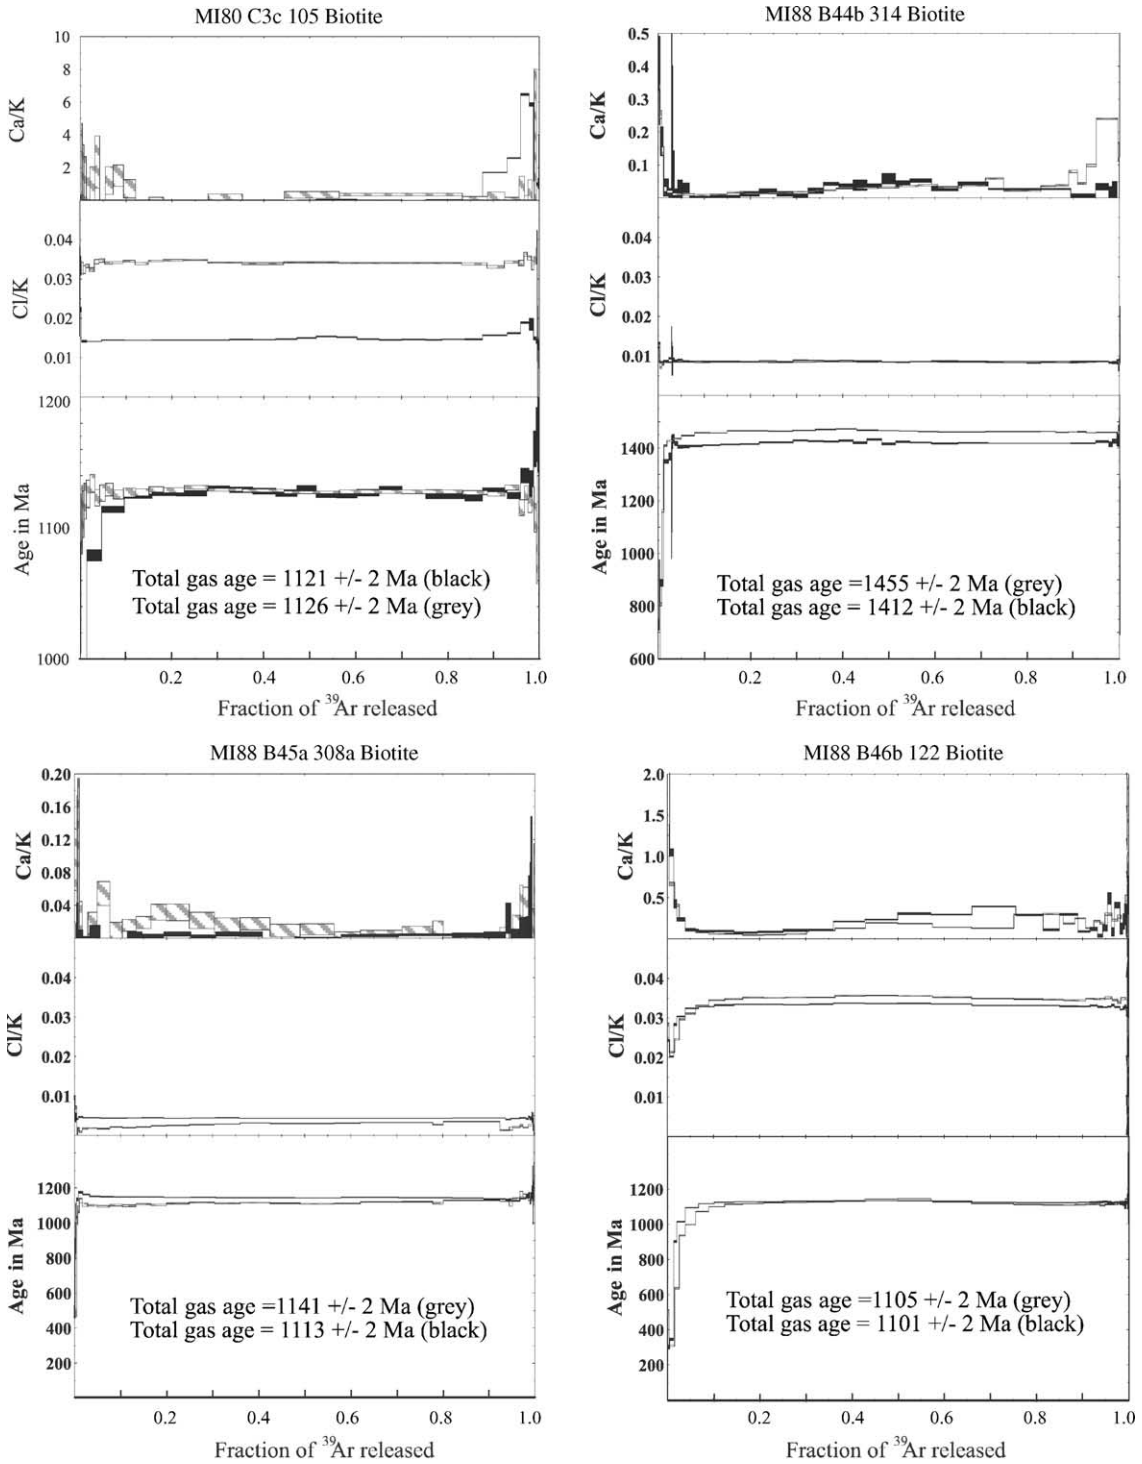 MI80 C3c 105 Biotite
10
8
6
4
2
Ca/K
0.04
0.03
0.02
0.01
Cl/K
1200
1100
1000
Age in Ma
Total gas age = 1121 +/- 2 Ma (black)
Total gas age = 1126 +/- 2 Ma (grey)
0.2 0.4 0.6 0.8 1.0
Fraction of ³⁹Ar released
MI88 B44b 314 Biotite
0.5
0.4
0.3
0.2
0.1
Ca/K
0.04
0.03
0.02
0.01
Cl/K
1400
1200
1000
800
600
Age in Ma
Total gas age =1455 +/- 2 Ma (grey)
Total gas age = 1412 +/- 2 Ma (black)
0.2 0.4 0.6 0.8 1.0
Fraction of ³⁹Ar released
MI88 B45a 308a Biotite
0.20
0.16
0.12
0.08
0.04
Ca/K
0.04
0.03
0.02
0.01
Cl/K
1200
1000
800
600
400
200
Age in Ma
Total gas age =1141 +/- 2 Ma (grey)
Total gas age = 1113 +/- 2 Ma (black)
0.2 0.4 0.6 0.8 1.0
Fraction of ³⁹Ar released
MI88 B46b 122 Biotite
2.0
1.5
1.0
0.5
Ca/K
0.04
0.03
0.02
0.01
Cl/K
1200
1000
800
600
400
200
Age in Ma
Total gas age =1105 +/- 2 Ma (grey)
Total gas age = 1101 +/- 2 Ma (black)
0.2 0.4 0.6 0.8 1.0
Fraction of ³⁹Ar released